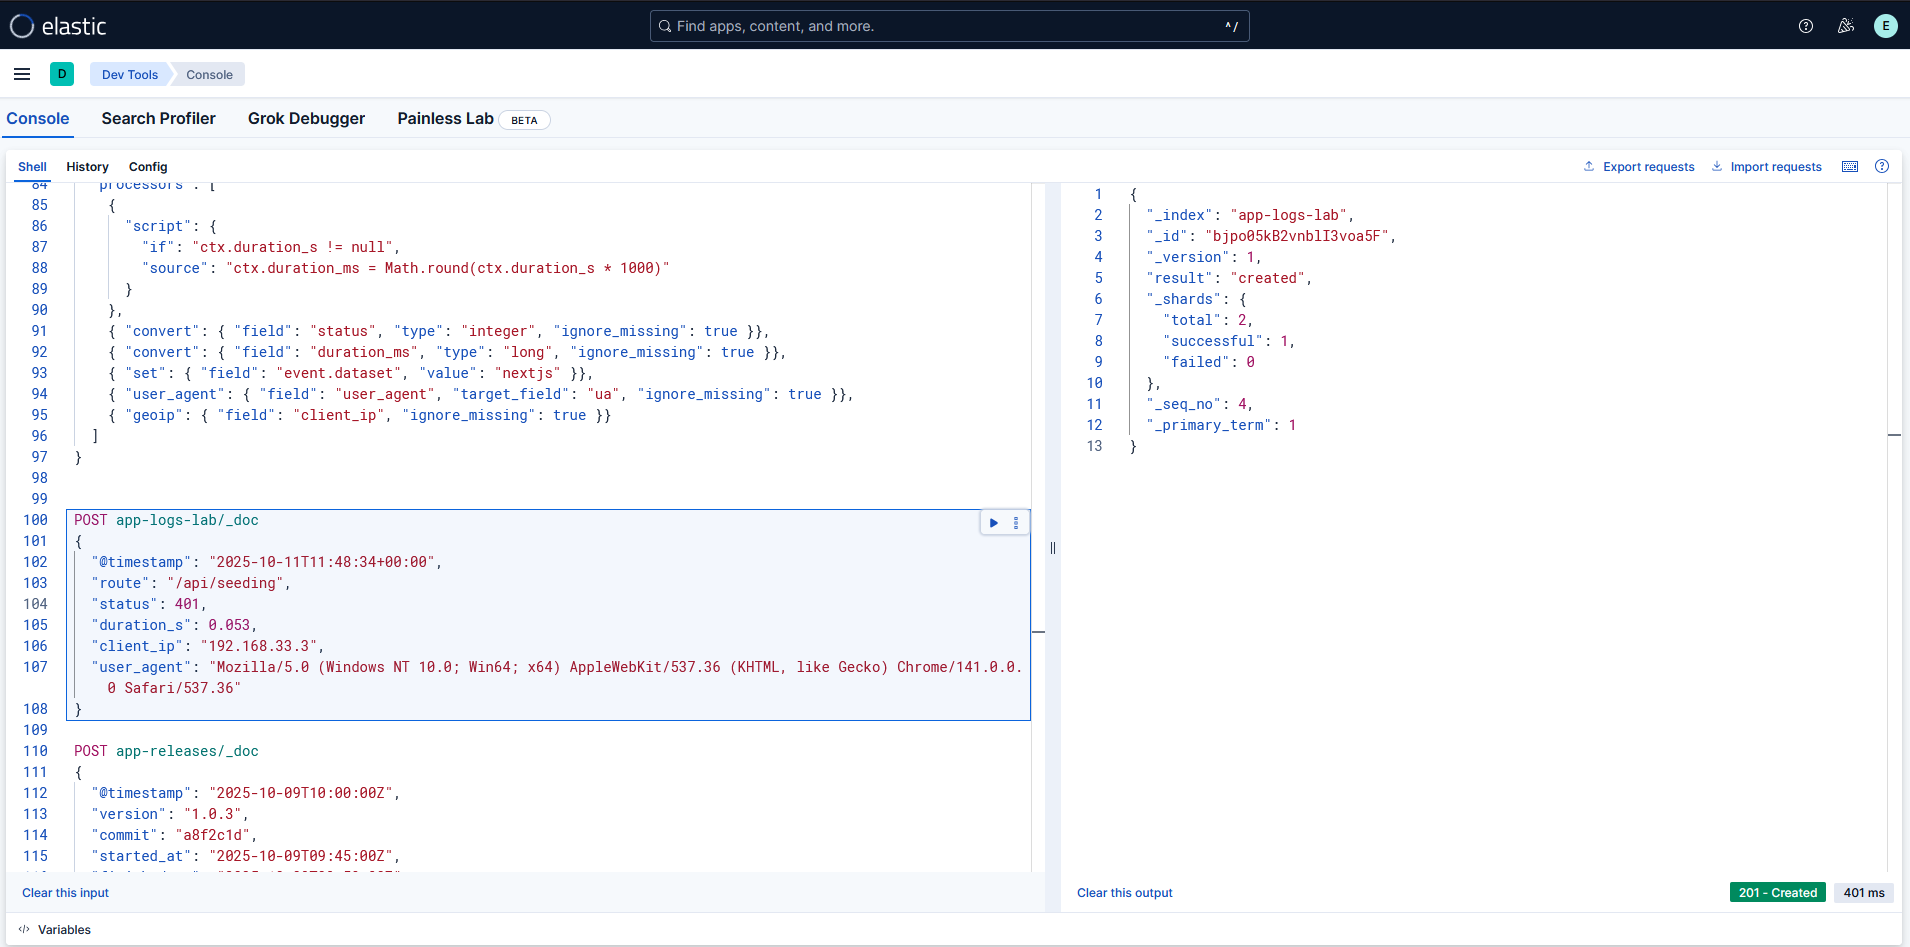 elastic
Find apps, content, and more.
^ /
E
D
Dev Tools
Console
Console
Search Profiler
Grok Debugger
Painless Lab
BETA
Shell
History
Config
Export requests
Import requests
84 "processors": [
85 {
86 "script": {
87 "if": "ctx.duration_s != null",
88 "source": "ctx.duration_ms = Math.round(ctx.duration_s * 1000)"
89 }
90 },
91 { "convert": { "field": "status", "type": "integer", "ignore_missing": true }},
92 { "convert": { "field": "duration_ms", "type": "long", "ignore_missing": true }},
93 { "set": { "field": "event.dataset", "value": "nextjs" }},
94 { "user_agent": { "field": "user_agent", "target_field": "ua", "ignore_missing": true }},
95 { "geoip": { "field": "client_ip", "ignore_missing": true }}
96 ]
97 }
98
99
100 POST app-logs-lab/_doc
101 {
102 "@timestamp": "2025-10-11T11:48:34+00:00",
103 "route": "/api/seeding",
104 "status": 401,
105 "duration_s": 0.053,
106 "client_ip": "192.168.33.3",
107 "user_agent": "Mozilla/5.0 (Windows NT 10.0; Win64; x64) AppleWebKit/537.36 (KHTML, like Gecko) Chrome/141.0.0.
0 Safari/537.36"
108 }
109
110 POST app-releases/_doc
111 {
112 "@timestamp": "2025-10-09T10:00:00Z",
113 "version": "1.0.3",
114 "commit": "a8f2c1d",
115 "started_at": "2025-10-09T09:45:00Z",
1 {
2 "_index": "app-logs-lab",
3 "_id": "bjpo05kB2vnblI3voa5F",
4 "_version": 1,
5 "result": "created",
6 "_shards": {
7 "total": 2,
8 "successful": 1,
9 "failed": 0
10 },
11 "_seq_no": 4,
12 "_primary_term": 1
13 }
Clear this input
Clear this output
201 - Created
401 ms
Variables